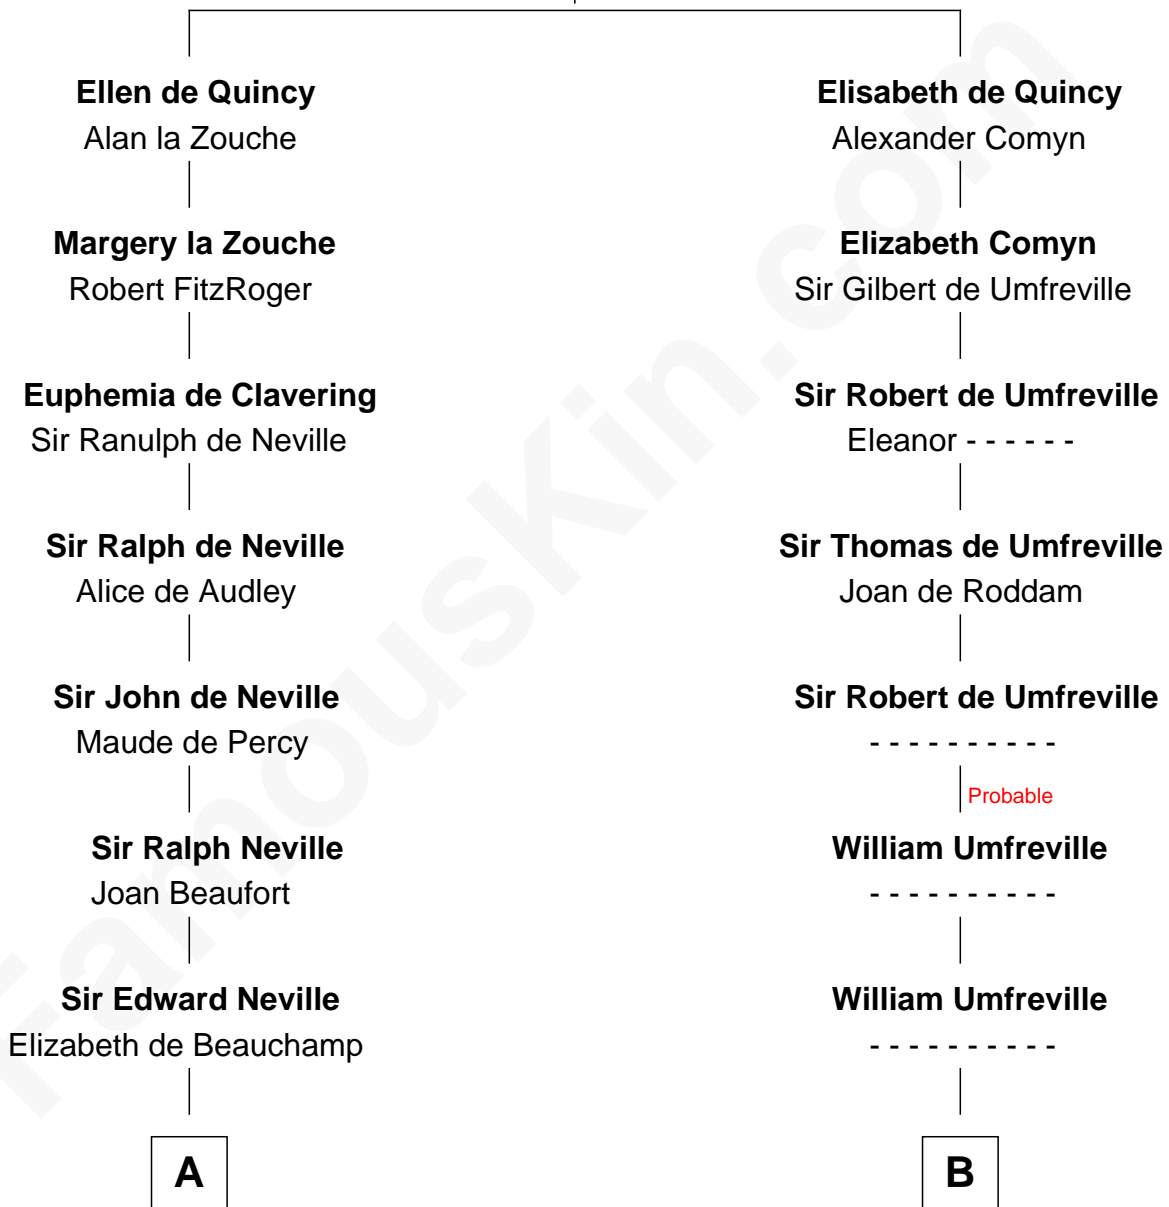 Ellen de Quincy
Alan la Zouche
Margery la Zouche
Robert FitzRoger
Euphemia de Clavering
Sir Ranulph de Neville
Sir Ralph de Neville
Alice de Audley
Sir John de Neville
Maude de Percy
Sir Ralph Neville
Joan Beaufort
Sir Edward Neville
Elizabeth de Beauchamp
A
Elisabeth de Quincy
Alexander Comyn
Elizabeth Comyn
Sir Gilbert de Umfreville
Sir Robert de Umfreville
Eleanor - - - - - -
Sir Thomas de Umfreville
Joan de Roddam
Sir Robert de Umfreville
- - - - - - - - - -
Probable
William Umfreville
- - - - - - - - - -
William Umfreville
- - - - - - - - - -
B
FamousKin.com